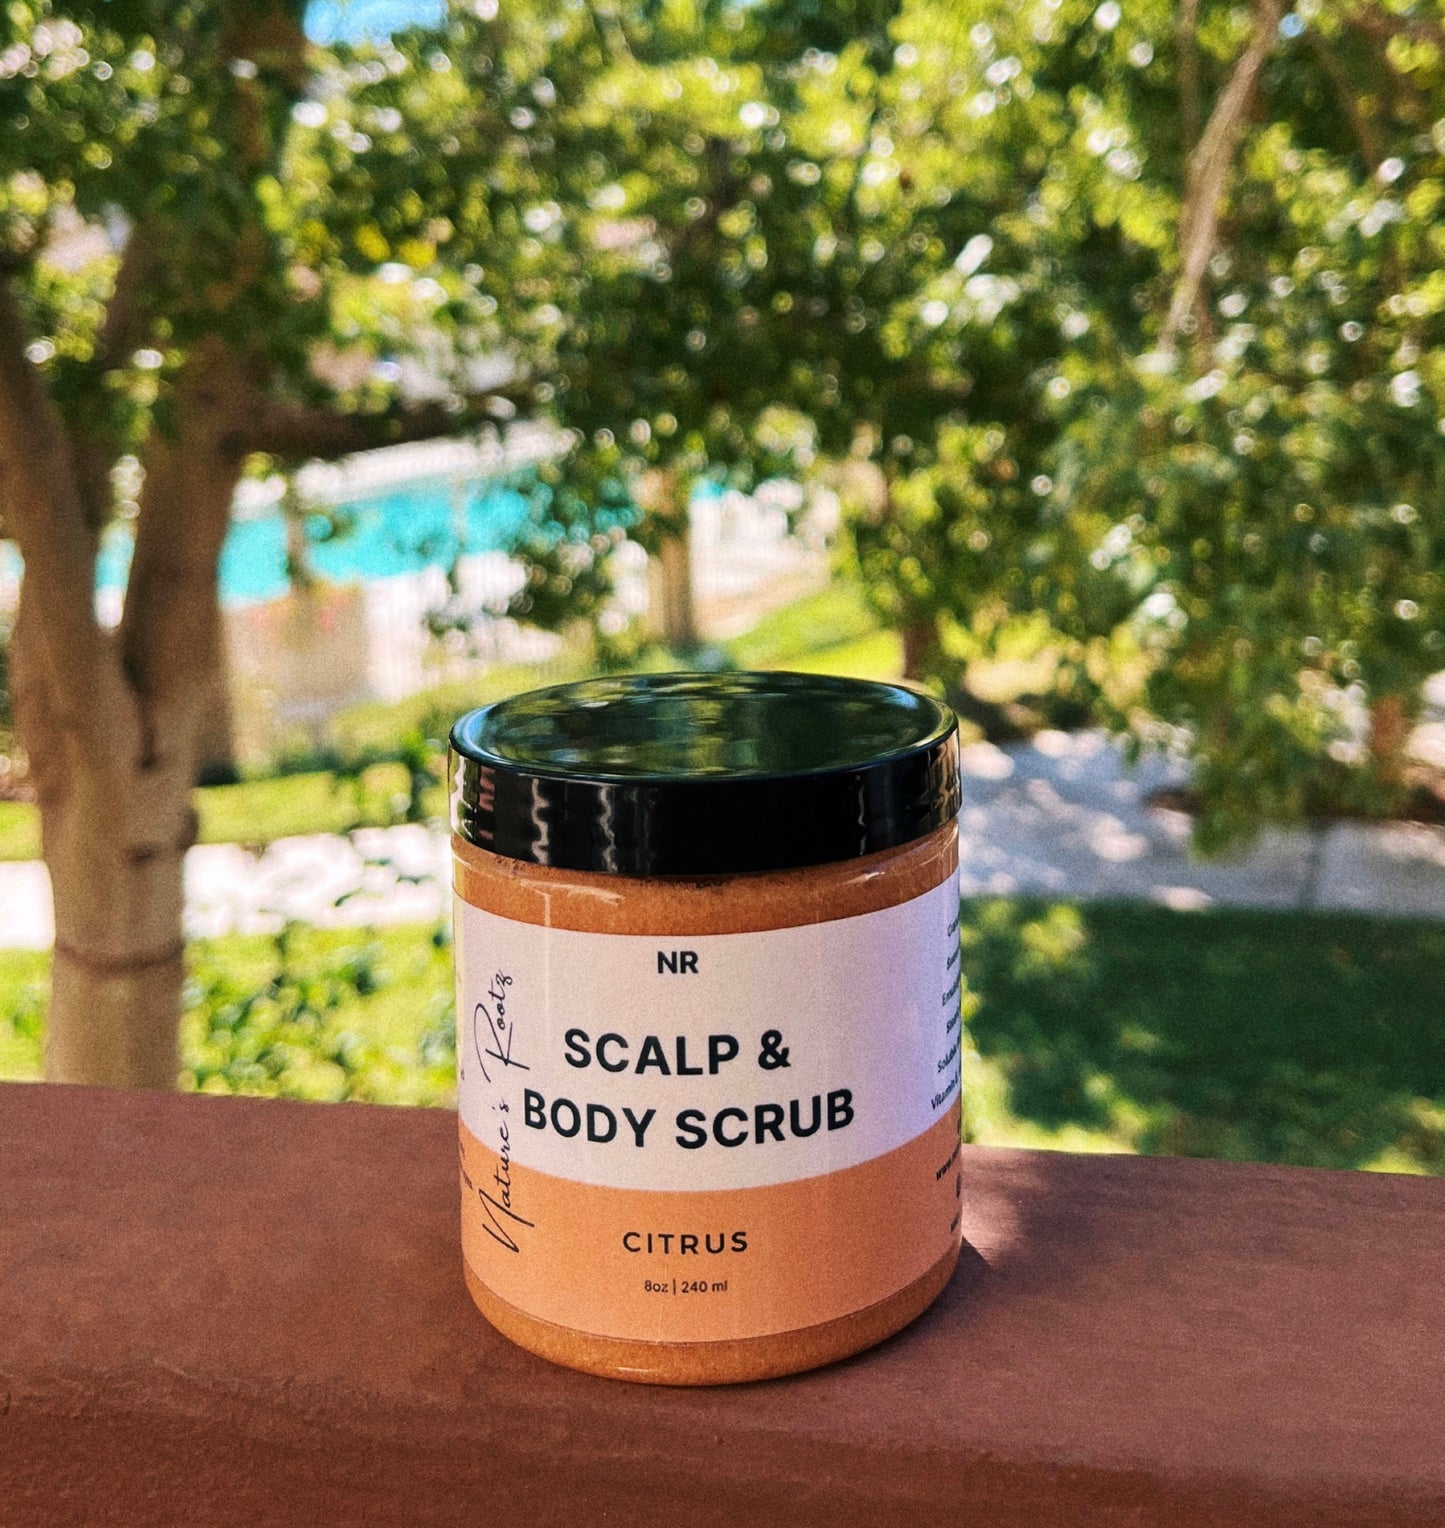 NR
Nature's Rootz
SCALP &
BODY SCRUB
CITRUS
8oz | 240 ml